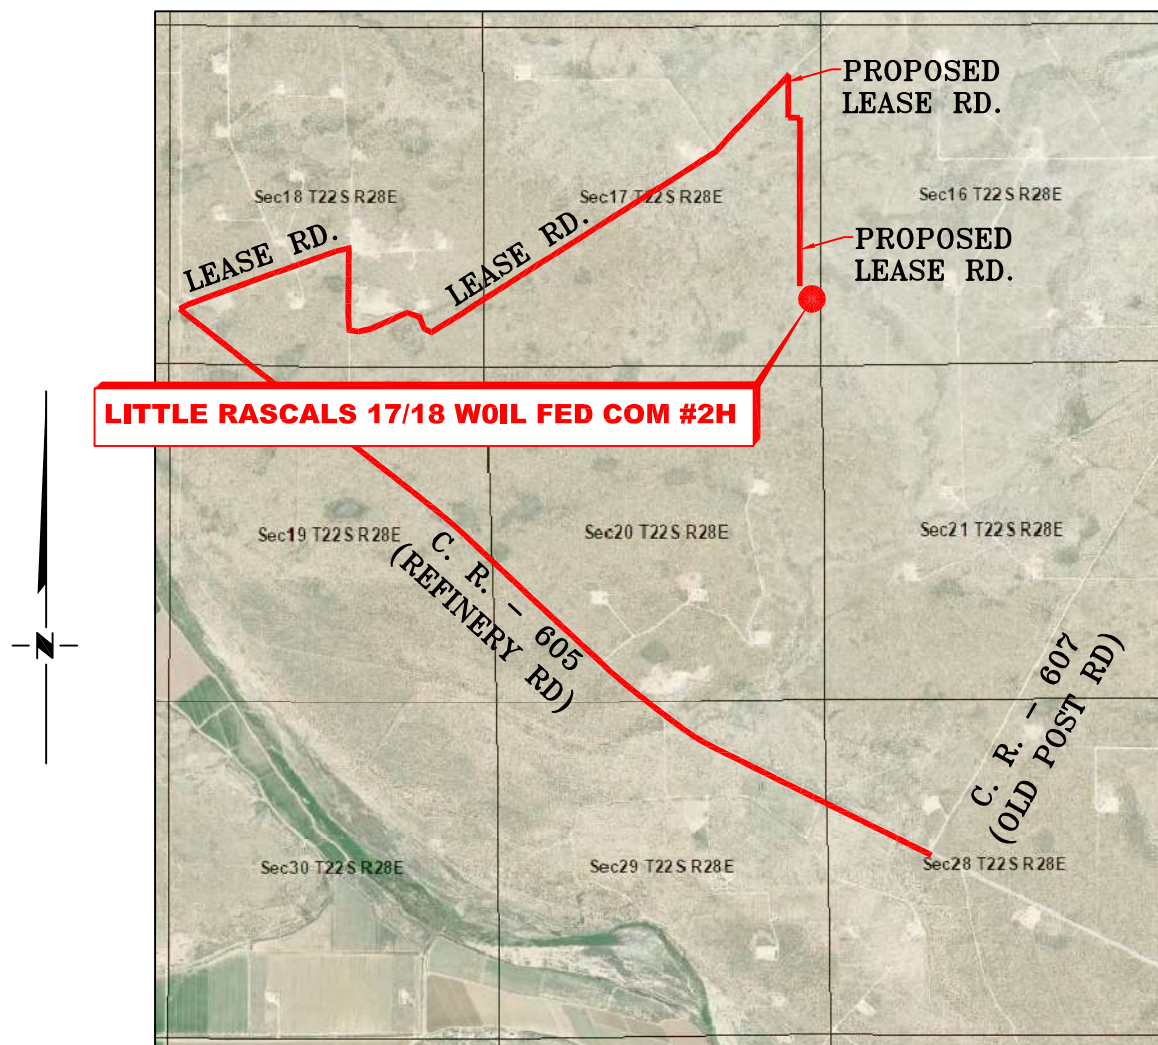 PROPOSED
LEASE RD.
Sec18 T22S R28E
Sec17 T22S R28E
Sec16 T22S R28E
LEASE RD.
LEASE RD.
PROPOSED
LEASE RD.
LITTLE RASCALS 17/18 W0IL FED COM #2H
Sec19 T22S R28E
Sec20 T22S R28E
Sec21 T22S R28E
C. R. - 605
(REFINERY RD)
N
C. R. - 607
(OLD POST RD)
Sec30 T22S R28E
Sec29 T22S R28E
Sec28 T22S R28E